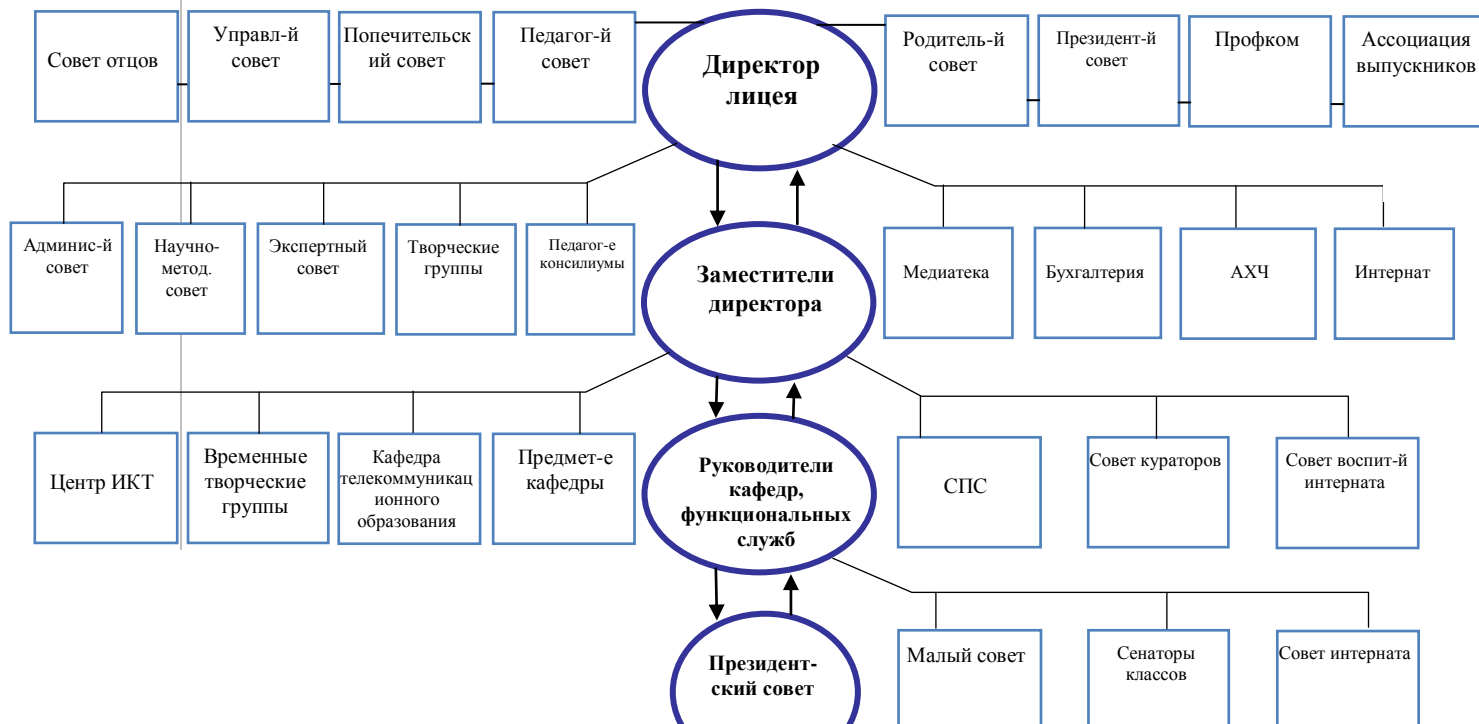 Совет отцов
Управл-й
совет
Попечительск
ий совет
Педагог-й
совет
Директор
лицея
Родитель-й
совет
Президент-й
совет
Профком
Ассоциация
выпускников
Админис-й
совет
Научно-
метод.
совет
Экспертный
совет
Творческие
группы
Педагог-е
консилиумы
Заместители
директора
Медиатека
Бухгалтерия
АХЧ
Интернат
Центр ИКТ
Временные
творческие
группы
Кафедра
телекоммуникац
ионного
образования
Предмет-е
кафедры
Руководители
кафедр,
функциональных
служб
СПС
Совет кураторов
Совет воспит-й
интерната
Президент-
ский совет
Малый совет
Сенаторы
классов
Совет интерната